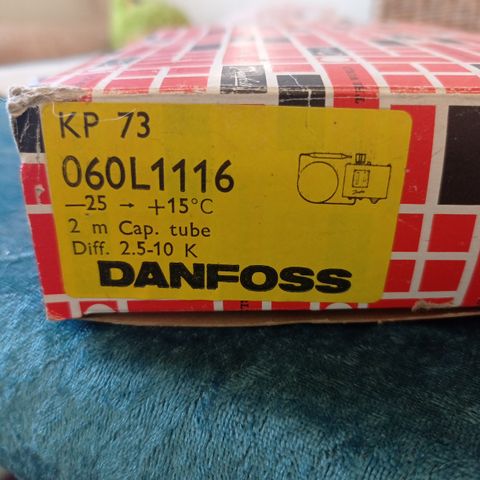 KP 73
060L1116
—25 → +15°C
2 m Cap. tube
Diff. 2.5-10 K
DANFOSS